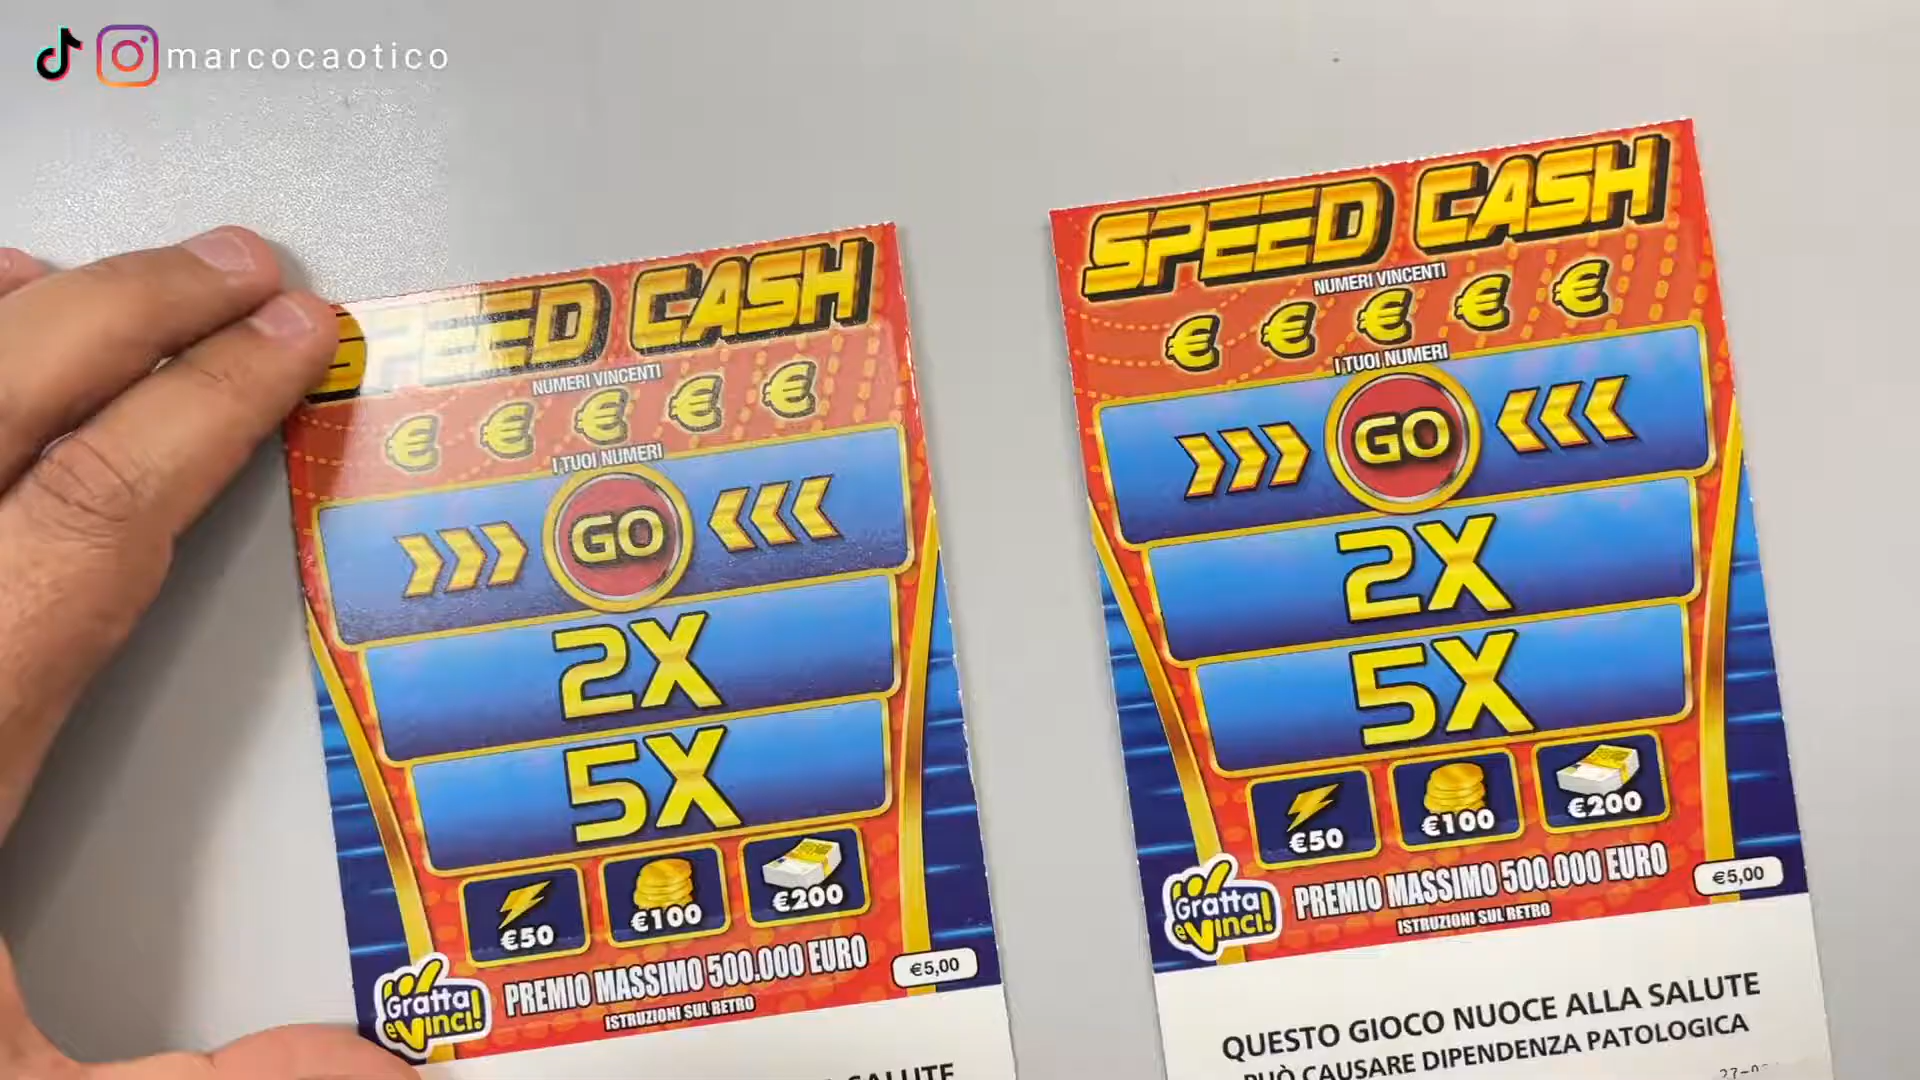 marcocaotico
SPEED CASH
NUMERI VINCENTI
€ € € € €
I TUOI NUMERI
GO
2X
5X
€50
€100
€200
Gratta
e Vinci!
PREMIO MASSIMO 500.000 EURO
ISTRUZIONI SUL RETRO
€5,00
SALUTE
SPEED CASH
NUMERI VINCENTI
€ € € € €
I TUOI NUMERI
GO
2X
5X
€50
€100
€200
Gratta
e Vinci!
PREMIO MASSIMO 500.000 EURO
ISTRUZIONI SUL RETRO
€5,00
QUESTO GIOCO NUOCE ALLA SALUTE
PUÒ CAUSARE DIPENDENZA PATOLOGICA